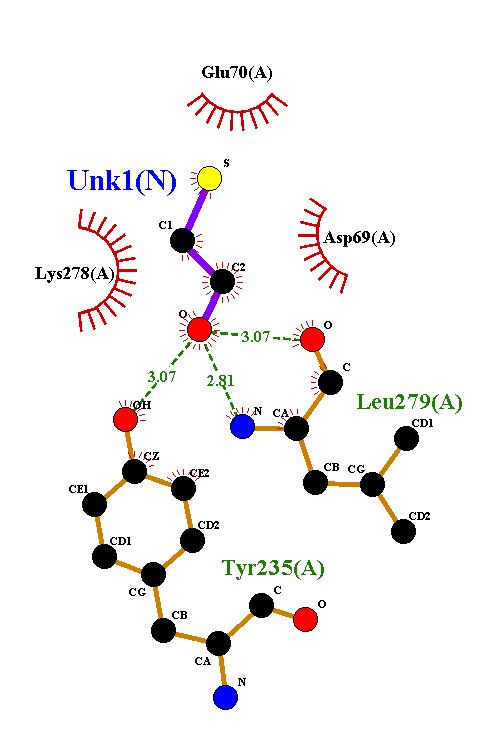 Glu70(A)
S
Unk1(N)
C1
Asp69(A)
C2
Lys278(A)
O
O
3.07
C
3.07
2.81
Leu279(A)
OH
N
CA
CD1
CZ
CE2
CB
CG
CE1
CD2
CD2
CD1
Tyr235(A)
CG
C
O
CB
CA
N